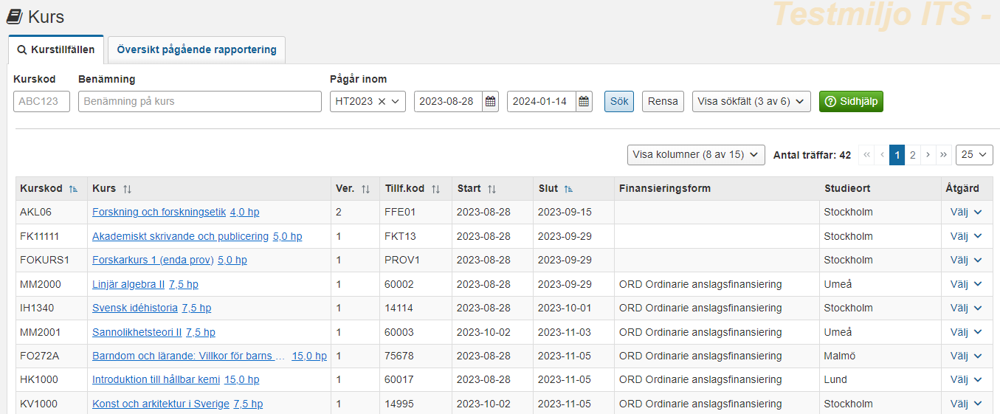 Kurs
Testmiljo ITS -
Kurstillfällen
Översikt pågående rapportering
Kurskod Benämning Pågår inom
ABC123 Benämning på kurs HT2023 2023-08-28 2024-01-14 Sök Rensa Visa sökfält (3 av 6) Sidhjälp
Visa kolumner (8 av 15) Antal träffar: 42 1 2 25
Kurskod Kurs Ver. Tillf.kod Start Slut Finansieringsform Studieort Åtgärd
AKL06 Forskning och forskningsetik 4,0 hp 2 FFE01 2023-08-28 2023-09-15 Stockholm Välj
FK11111 Akademiskt skrivande och publicering 5,0 hp 1 FKT13 2023-08-28 2023-09-29 Stockholm Välj
FOKURS1 Forskarkurs 1 (enda prov) 5,0 hp 1 PROV1 2023-08-28 2023-09-29 Stockholm Välj
MM2000 Linjär algebra II 7,5 hp 1 60002 2023-08-28 2023-09-29 ORD Ordinarie anslagsfinansiering Umeå Välj
IH1340 Svensk idéhistoria 7,5 hp 1 14114 2023-08-28 2023-10-01 ORD Ordinarie anslagsfinansiering Stockholm Välj
MM2001 Sannolikhetsteori II 7,5 hp 1 60003 2023-10-02 2023-11-03 ORD Ordinarie anslagsfinansiering Umeå Välj
FO272A Barndom och lärande: Villkor för barns ... 15,0 hp 1 75678 2023-08-28 2023-11-05 ORD Ordinarie anslagsfinansiering Malmö Välj
HK1000 Introduktion till hållbar kemi 15,0 hp 1 60017 2023-08-28 2023-11-05 ORD Ordinarie anslagsfinansiering Lund Välj
KV1000 Konst och arkitektur i Sverige 7,5 hp 1 14995 2023-10-02 2023-11-05 ORD Ordinarie anslagsfinansiering Stockholm Välj